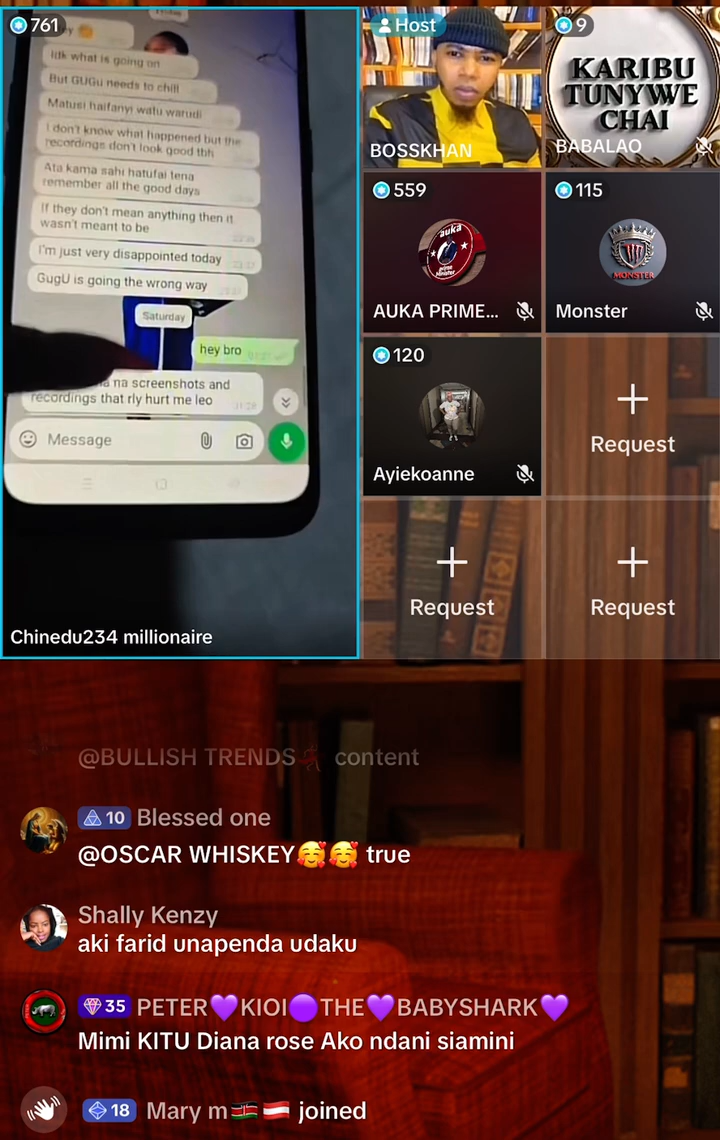 761
Idk what is going on
But GUGu needs to chill
Matusi haifanyi watu warudi
I don't know what happened but the
recordings don't look good tbh
Ata kama sahi hatufai tena
remember all the good days
If they don't mean anything then it
wasn't meant to be
I'm just very disappointed today
GugU is going the wrong way
Saturday
hey bro
na screenshots and
recordings that rly hurt me leo
Message
Chinedu234 millionaire
Host
BOSSKHAN
9
KARIBU
TUNYWE
CHAI
BABALAO
559
auka
prime
Minister
AUKA PRIME...
115
MONSTER
Monster
120
Ayiekoanne
Request
Request
Request
@BULLISH TRENDS content
10 Blessed one
@OSCAR WHISKEY🥰🥰 true
Shally Kenzy
aki farid unapenda udaku
35 PETER💜KIOI🟣THE💜BABYSHARK💜
Mimi KITU Diana rose Ako ndani siamini
18 Mary m🇰🇪🇦🇹 joined